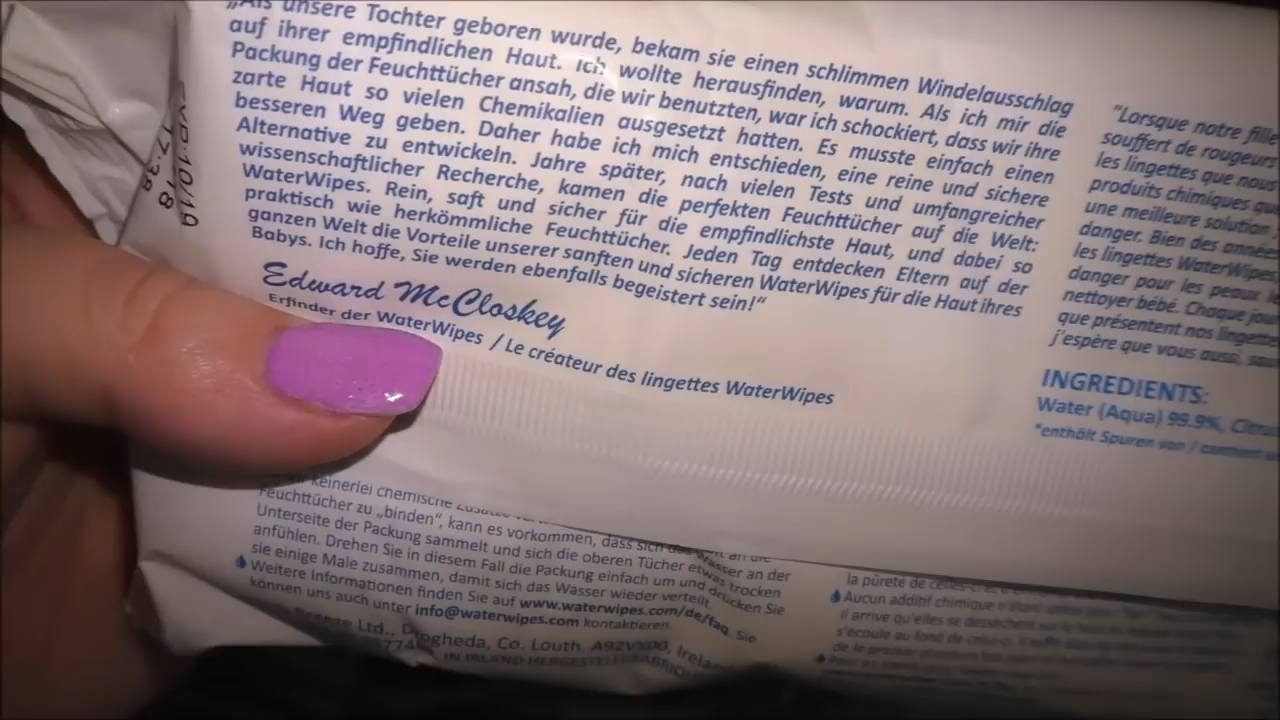 „Als unsere Tochter geboren wurde, bekam sie einen schlimmen Windelausschlag
auf ihrer empfindlichen Haut. Ich wollte herausfinden, warum. Als ich mir die
Packung der Feuchttücher ansah, die wir benutzten, war ich schockiert, dass wir ihre
zarte Haut so vielen Chemikalien ausgesetzt hatten. Es musste einfach einen
besseren Weg geben. Daher habe ich mich entschieden, eine reine und sichere
Alternative zu entwickeln. Jahre später, nach vielen Tests und umfangreicher
wissenschaftlicher Recherche, kamen die perfekten Feuchttücher auf die Welt:
WaterWipes. Rein, saft und sicher für die empfindlichste Haut, und dabei so
praktisch wie herkömmliche Feuchttücher. Jeden Tag entdecken Eltern auf der
ganzen Welt die Vorteile unserer sanften und sicheren WaterWipes für die Haut ihres
Babys. Ich hoffe, Sie werden ebenfalls begeistert sein!“
Edward McCloskey
Erfinder der WaterWipes / Le créateur des lingettes WaterWipes
"Lorsque notre fille
souffert de rougeurs
les lingettes que nous
produits chimiques
une meilleure solution
danger. Bien des années
les lingettes WaterWipes
danger pour les peaux
nettoyer bébé. Chaque
que présentent nos lingettes
j'espère que vous aussi,
INGREDIENTS:
Water (Aqua) 99.9%,
*enthält Spuren von /
17:38
keinerlei chemische
Feuchttücher zu „binden“, kann es vorkommen, dass sich das Wasser an der
Unterseite der Packung sammelt und sich die oberen Tücher etwas trocken
anfühlen. Drehen Sie in diesem Fall die Packung einfach um und drücken Sie
sie einige Male zusammen, damit sich das Wasser wieder verteilt.
Weitere Informationen finden Sie auf www.waterwipes.com/de/faq. Sie
können uns auch unter info@waterwipes.com kontaktieren.
Ltd., Drogheda, Co. Louth, Ireland
IN IRLAND HERGESTELLT
la pûreté de
Aucun additif chimique
il arrive qu'elles se dessèchent
s'écoule au fond de celui-ci.